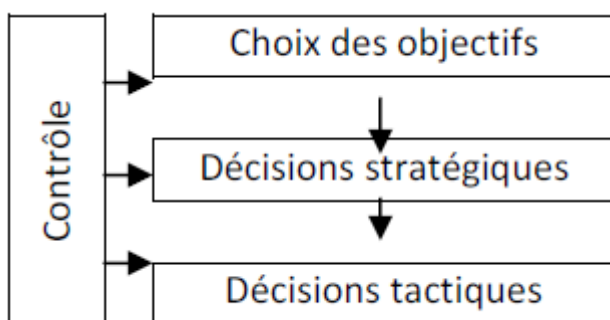 Contrôle
Choix des objectifs
Décisions stratégiques
Décisions tactiques